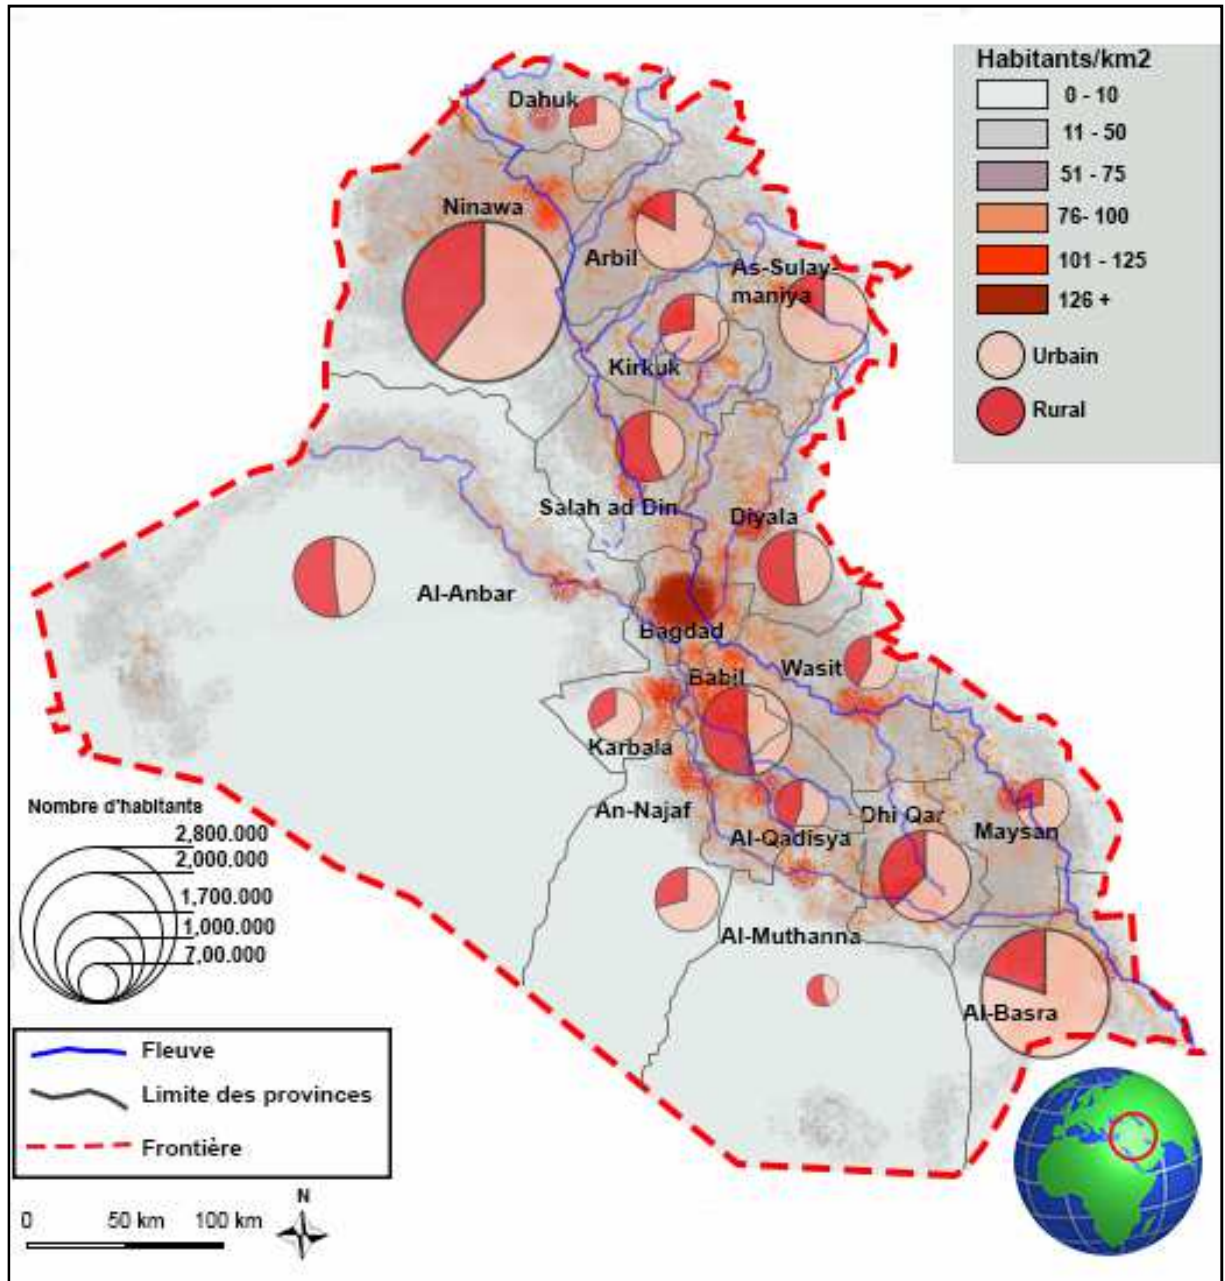 Habitants/km2
0 - 10
11 - 50
51 - 75
76- 100
101 - 125
126 +
Urbain
Rural
Dahuk
Ninawa
Arbil
As-Sulay-
maniya
Kirkuk
Salah ad Din
Diyala
Al-Anbar
Bagdad
Wasit
Babil
Karbala
An-Najaf
Al-Qadisya
Dhi Qar
Maysan
Al-Muthanna
Al-Basra
Nombre d'habitants
2,800.000
2,000.000
1,700.000
1,000.000
7,00.000
Fleuve
Limite des provinces
Frontière
N
0 50 km 100 km